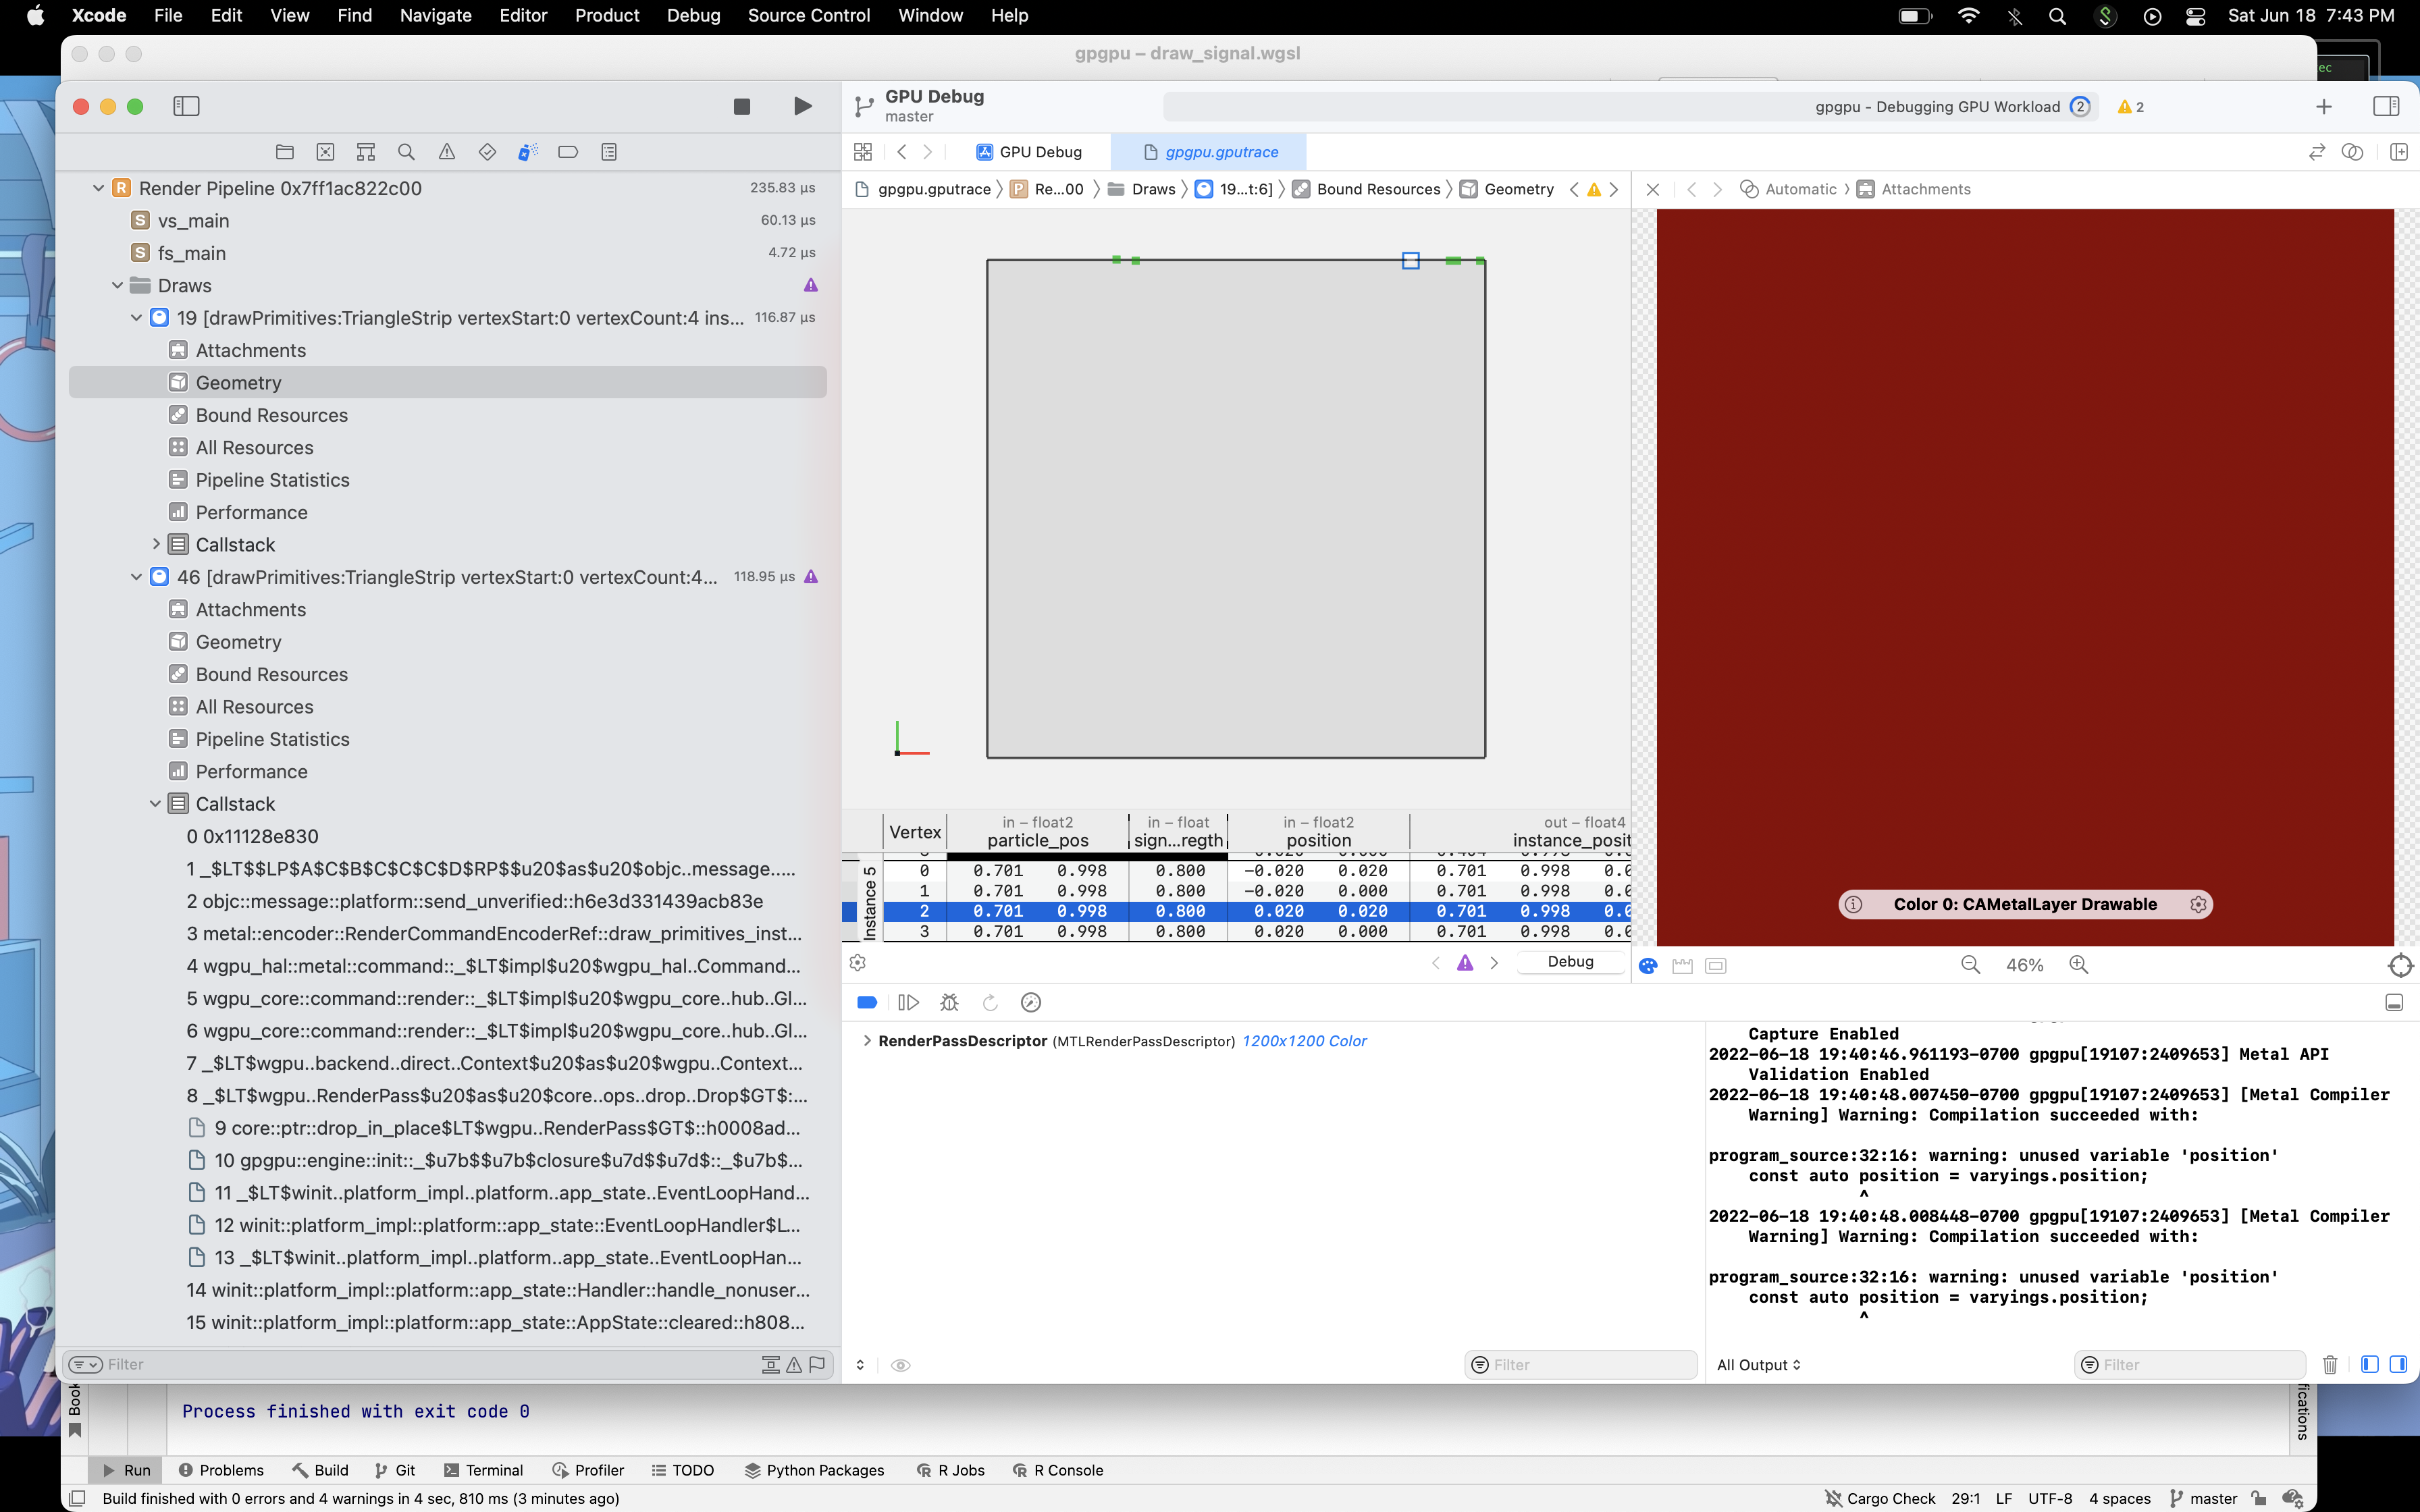 Xcode File Edit View Find Navigate Editor Product Debug Source Control Window Help
Sat Jun 18 7:43 PM
gpgpu – draw_signal.wgsl
ec
GPU Debug
master
gpgpu - Debugging GPU Workload 2
2
GPU Debug
gpgpu.gputrace
gpgpu.gputrace
Re...00
Draws
19...t:6]
Bound Resources
Geometry
Automatic
Attachments
R Render Pipeline 0x7ff1ac822c00 235.83 µs
S vs_main 60.13 µs
S fs_main 4.72 µs
Draws
19 [drawPrimitives:TriangleStrip vertexStart:0 vertexCount:4 ins... 116.87 µs
Attachments
Geometry
Bound Resources
All Resources
Pipeline Statistics
Performance
Callstack
46 [drawPrimitives:TriangleStrip vertexStart:0 vertexCount:4... 118.95 µs
Attachments
Geometry
Bound Resources
All Resources
Pipeline Statistics
Performance
Callstack
0 0x11128e830
1 _$LT$$LP$A$C$B$C$C$C$D$RP$$u20$as$u20$objc..message.....
2 objc::message::platform::send_unverified::h6e3d331439acb83e
3 metal::encoder::RenderCommandEncoderRef::draw_primitives_inst...
4 wgpu_hal::metal::command::_$LT$impl$u20$wgpu_hal..Command...
5 wgpu_core::command::render::_$LT$impl$u20$wgpu_core..hub..Gl...
6 wgpu_core::command::render::_$LT$impl$u20$wgpu_core..hub..Gl...
7 _$LT$wgpu..backend..direct..Context$u20$as$u20$wgpu..Context...
8 _$LT$wgpu..RenderPass$u20$as$u20$core..ops..drop..Drop$GT$:...
9 core::ptr::drop_in_place$LT$wgpu..RenderPass$GT$::h0008ad...
10 gpgpu::engine::init::_$u7b$$u7b$closure$u7d$$u7d$::_$u7b$...
11 _$LT$winit..platform_impl..platform..app_state..EventLoopHand...
12 winit::platform_impl::platform::app_state::EventLoopHandler$L...
13 _$LT$winit..platform_impl..platform..app_state..EventLoopHan...
14 winit::platform_impl::platform::app_state::Handler::handle_nonuser...
15 winit::platform_impl::platform::app_state::AppState::cleared::h808...
Filter
Vertex
in – float2 in – float in – float2 out – float4
particle_pos sign...regth position instance_posit
Instance 5
0 0.701 0.998 0.800 −0.020 0.020 0.701 0.998 0.0
1 0.701 0.998 0.800 −0.020 0.000 0.701 0.998 0.0
2 0.701 0.998 0.800 0.020 0.020 0.701 0.998 0.0
3 0.701 0.998 0.800 0.020 0.000 0.701 0.998 0.0
Debug
Color 0: CAMetalLayer Drawable
46%
RenderPassDescriptor (MTLRenderPassDescriptor) 1200x1200 Color
Filter
Capture Enabled
2022-06-18 19:40:46.961193-0700 gpgpu[19107:2409653] Metal API
Validation Enabled
2022-06-18 19:40:48.007450-0700 gpgpu[19107:2409653] [Metal Compiler
Warning] Warning: Compilation succeeded with:
program_source:32:16: warning: unused variable 'position'
const auto position = varyings.position;
^
2022-06-18 19:40:48.008448-0700 gpgpu[19107:2409653] [Metal Compiler
Warning] Warning: Compilation succeeded with:
program_source:32:16: warning: unused variable 'position'
const auto position = varyings.position;
^
All Output
Filter
Book
fications
Process finished with exit code 0
Run Problems Build Git Terminal Profiler TODO Python Packages R Jobs R Console
Build finished with 0 errors and 4 warnings in 4 sec, 810 ms (3 minutes ago)
Cargo Check 29:1 LF UTF-8 4 spaces master